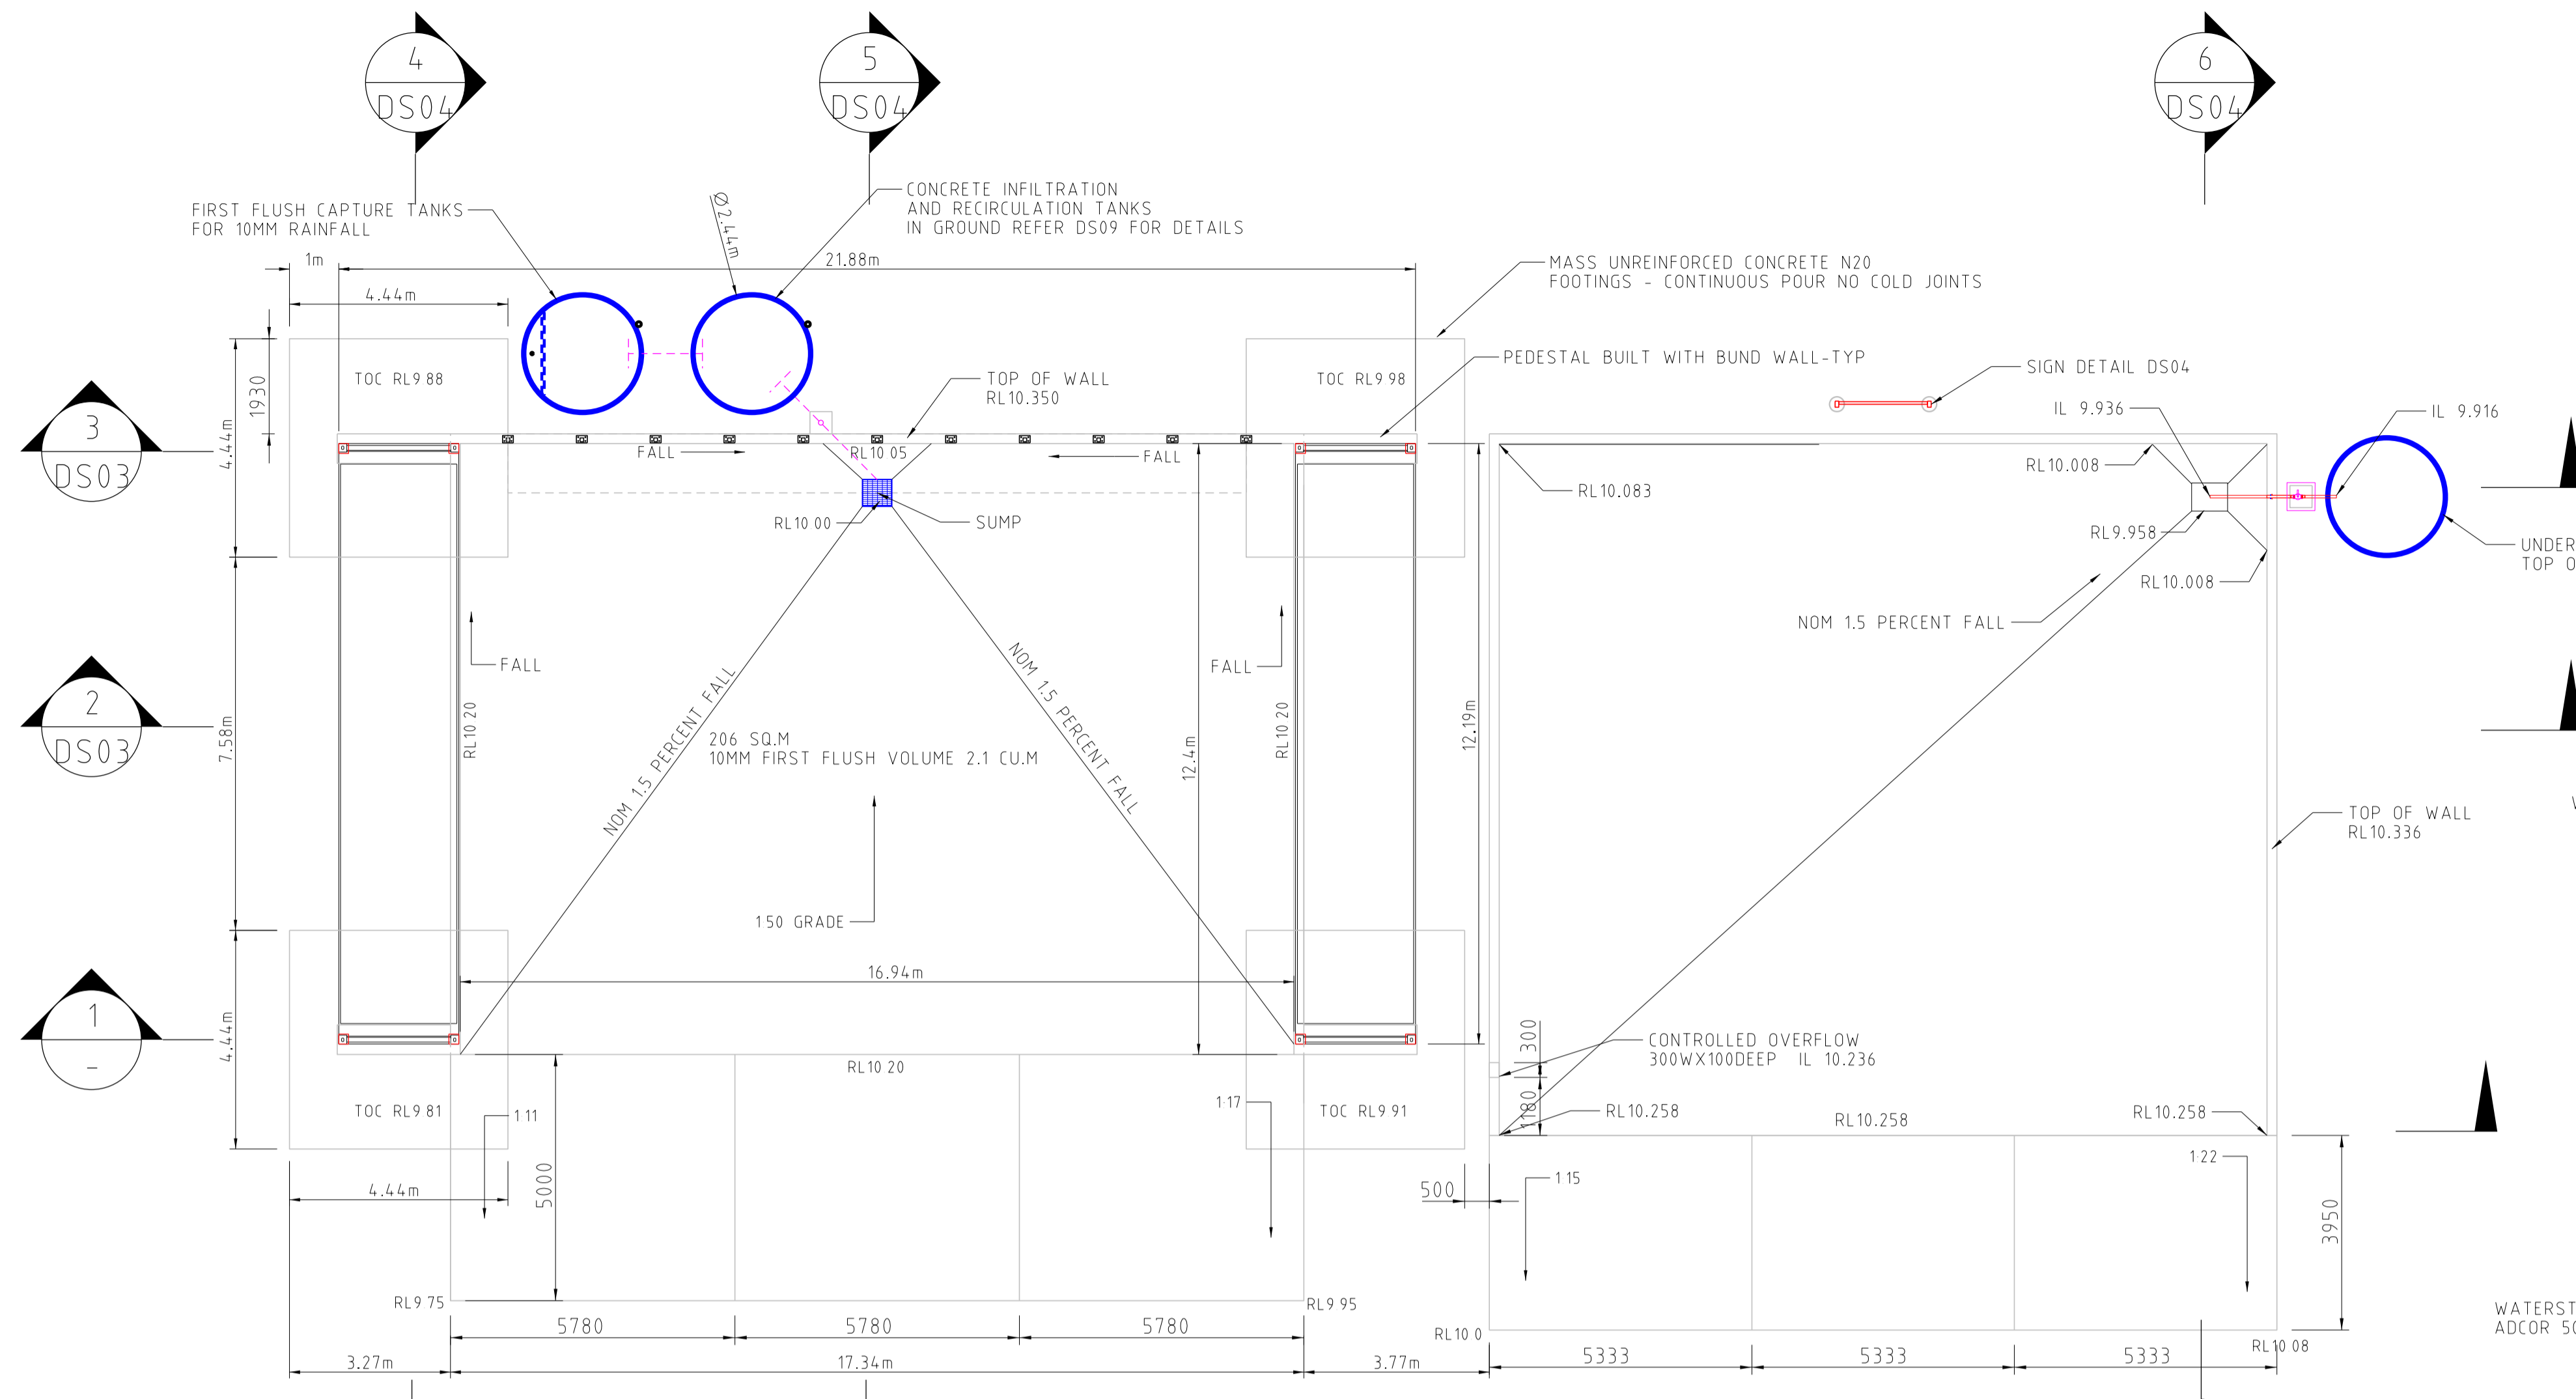 4
DS04
5
DS04
6
DS04
FIRST FLUSH CAPTURE TANKS
FOR 10MM RAINFALL
Ø2.44m
CONCRETE INFILTRATION
AND RECIRCULATION TANKS
IN GROUND REFER DS09 FOR DETAILS
1m
21.88m
4.44m
MASS UNREINFORCED CONCRETE N20
FOOTINGS - CONTINUOUS POUR NO COLD JOINTS
PEDESTAL BUILT WITH BUND WALL-TYP
SIGN DETAIL DS04
1930
TOC RL9 88
TOP OF WALL
RL10.350
TOC RL9 98
IL 9.936
IL 9.916
3
DS03
4.44m
FALL
RL10 05
FALL
RL10.008
RL10.083
RL10 00
SUMP
RL9.958
RL10.008
UNDER
TOP O
NOM 1.5 PERCENT FALL
FALL
FALL
NOM 1.5 PERCENT FALL
NOM 1.5 PERCENT FALL
2
DS03
7.58m
RL10 20
RL10 20
12.4m
12.19m
206 SQ.M
10MM FIRST FLUSH VOLUME 2.1 CU.M
TOP OF WALL
RL10.336
1 50 GRADE
16.94m
1
-
4.44m
CONTROLLED OVERFLOW
300WX100DEEP IL 10.236
300
1180
RL10 20
TOC RL9 81
1 11
1 17
TOC RL9 91
RL10.258
RL10.258
RL10.258
4.44m
5000
500
1 15
1:22
3950
RL9 75
RL9 95
RL10 0
RL10 08
WATERST
ADCOR 50
5780
5780
5780
5333
5333
5333
3.27m
17.34m
3.77m